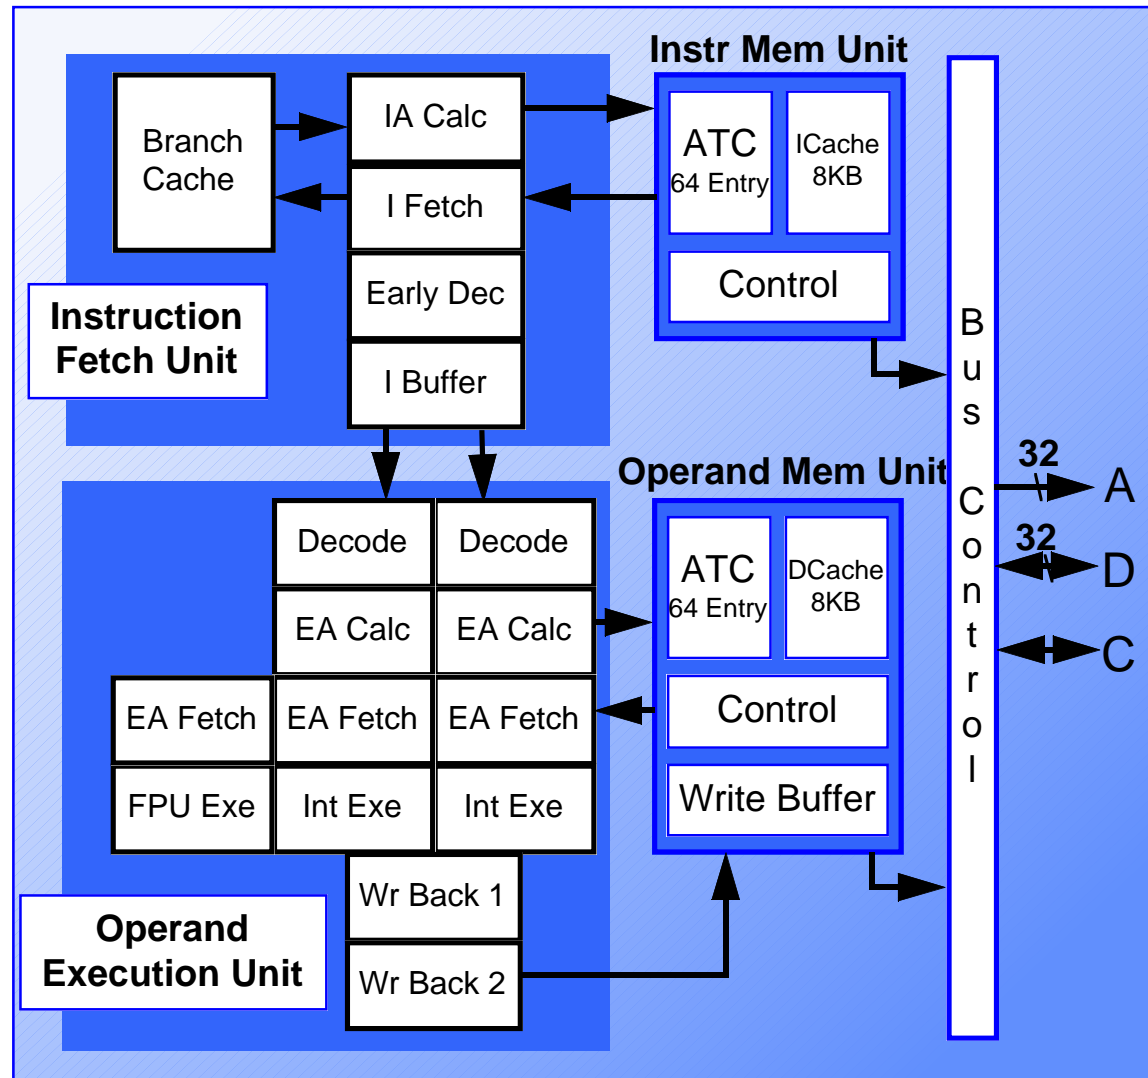 Instr Mem Unit
Branch
Cache
IA Calc
I Fetch
Early Dec
I Buffer
Instruction
Fetch Unit
ATC
64 Entry
ICache
8KB
Control
Operand Mem Unit
Decode
Decode
EA Calc
EA Calc
EA Fetch
EA Fetch
EA Fetch
FPU Exe
Int Exe
Int Exe
Wr Back 1
Wr Back 2
Operand
Execution Unit
ATC
64 Entry
DCache
8KB
Control
Write Buffer
Bus Control
32
A
32
D
C